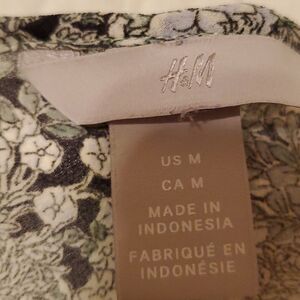 H&M
US M
CA M
MADE IN
INDONESIA
FABRIQUÉ EN
INDONÉSIE